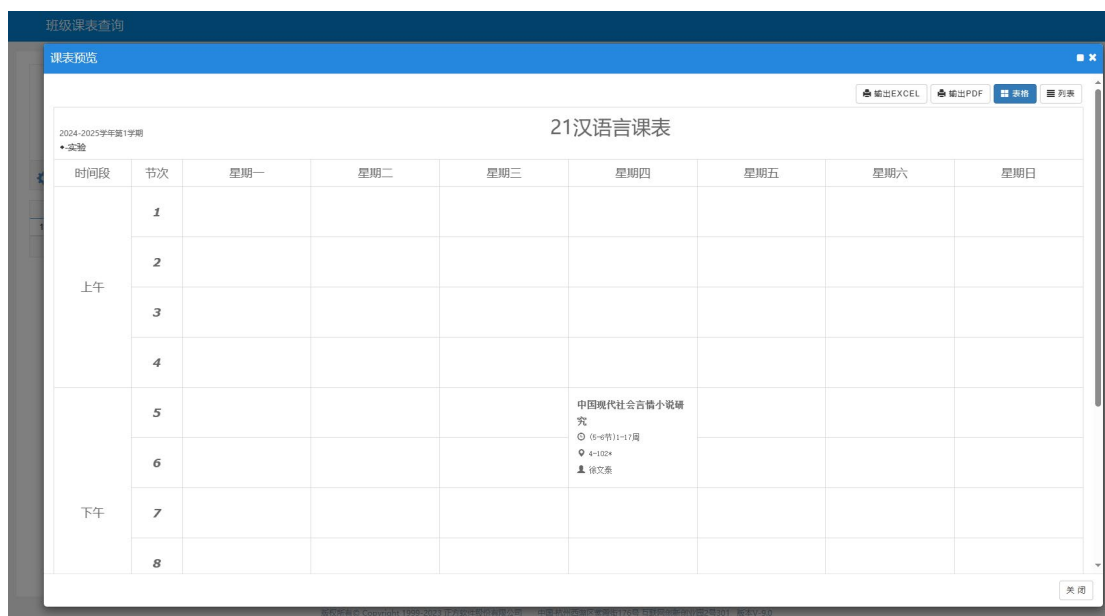 班级课表查询
课表预览
输出EXCEL 输出PDF 表格 列表
21汉语言课表
2024-2025学年第1学期
◆-实验
时间段 节次 星期一 星期二 星期三 星期四 星期五 星期六 星期日
上午
1
2
3
4
下午
5
6
7
8
中国现代社会言情小说研
究
(5-6节)1-17周
4-102*
关闭